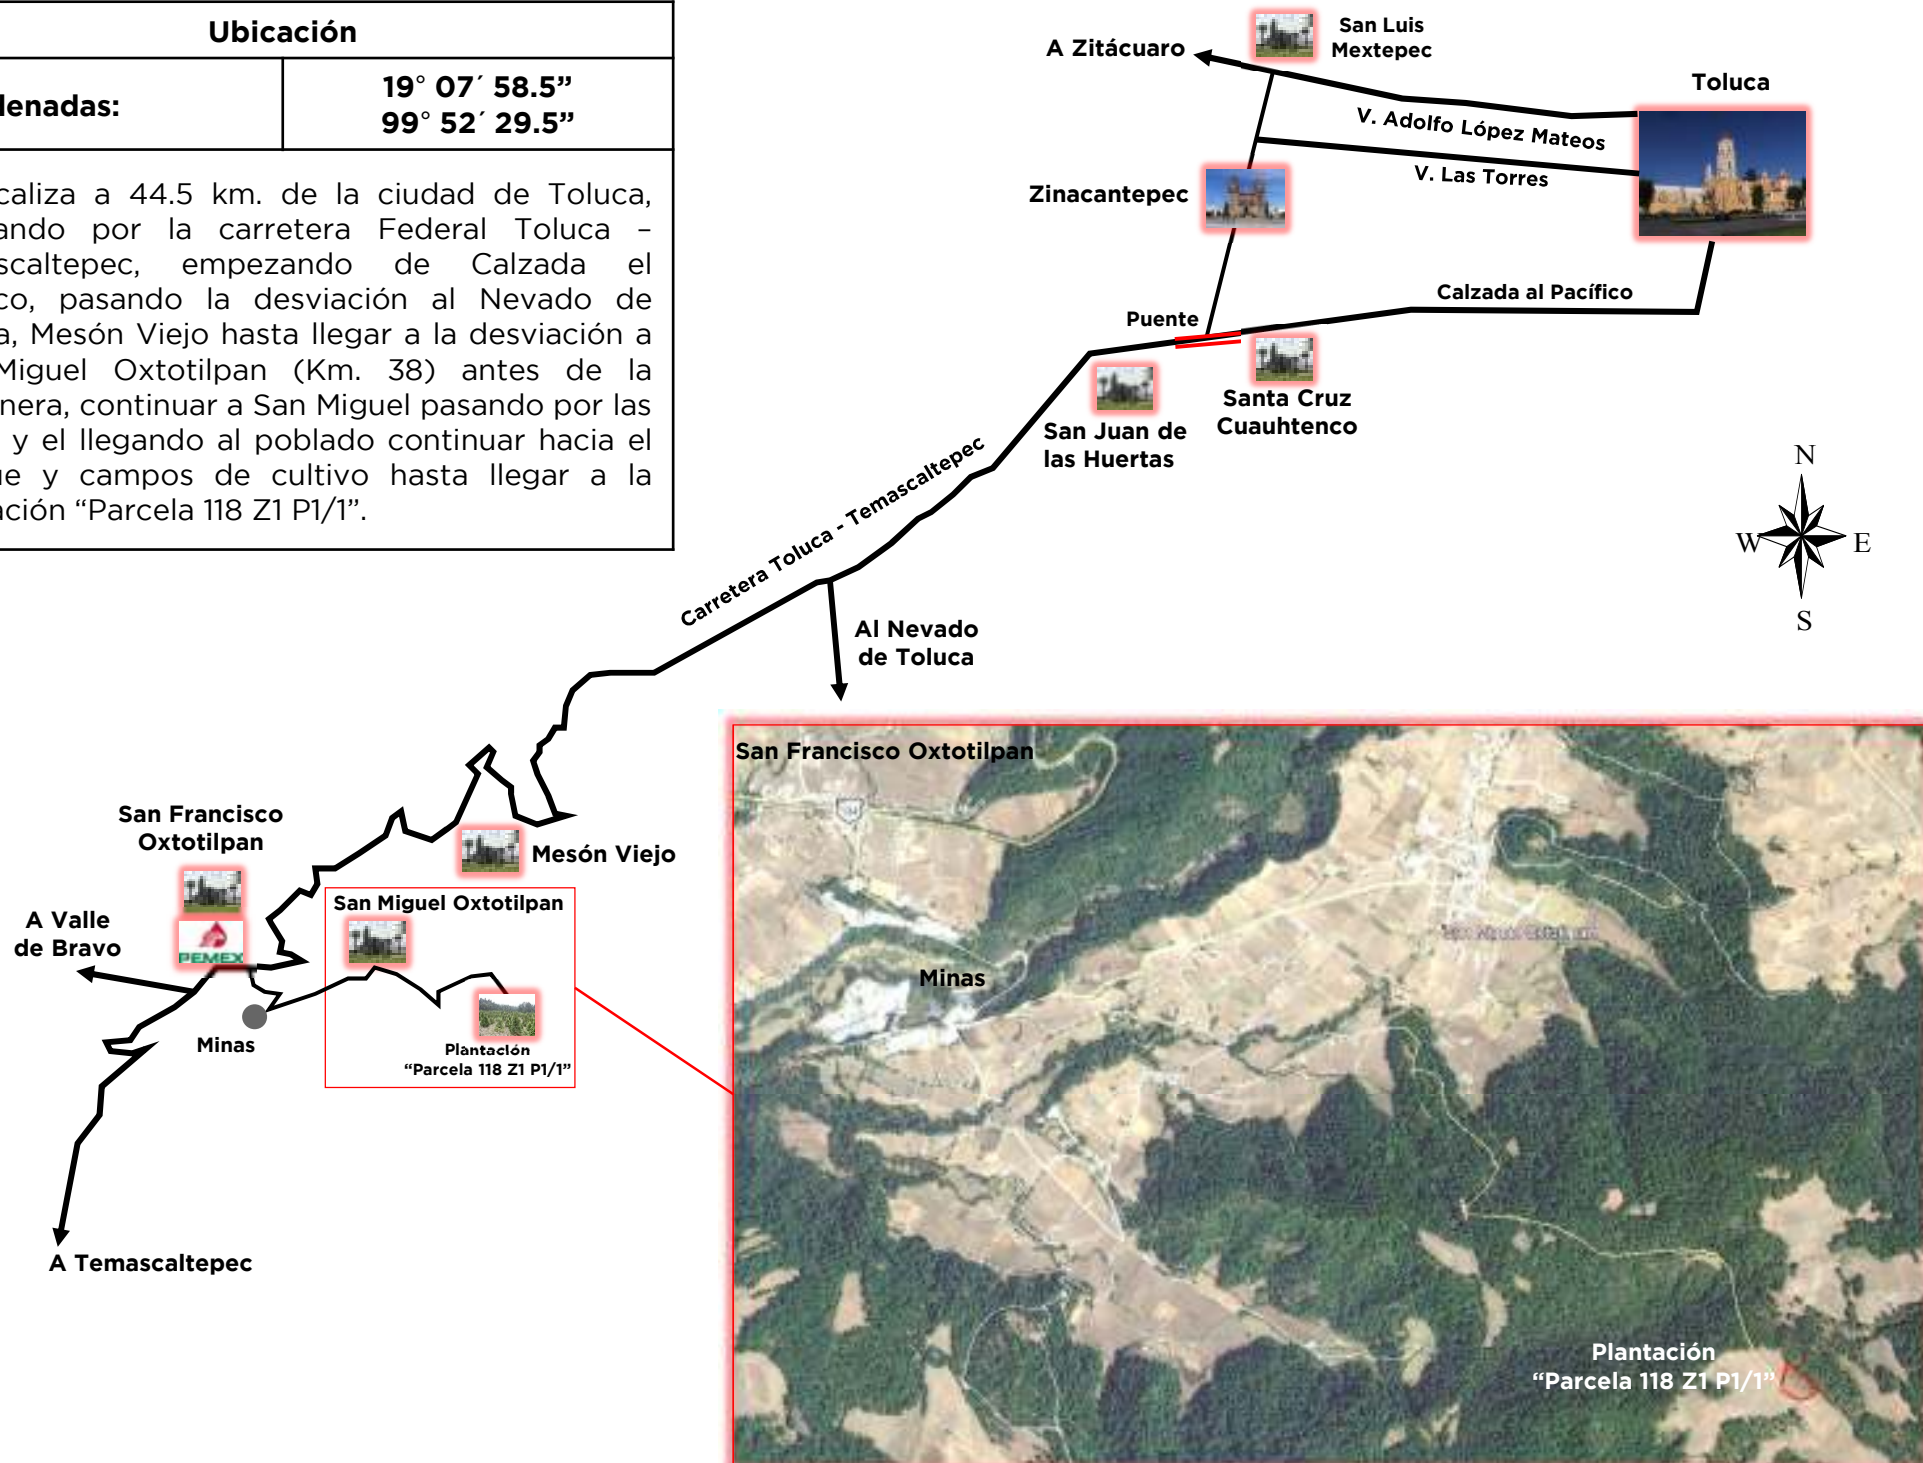 Ubicación
denadas:
19° 07´ 58.5”
99° 52´ 29.5”
caliza a 44.5 km. de la ciudad de Toluca,
ando por la carretera Federal Toluca –
scaltepec, empezando de Calzada el
co, pasando la desviación al Nevado de
a, Mesón Viejo hasta llegar a la desviación a
Miguel Oxtotilpan (Km. 38) antes de la
nera, continuar a San Miguel pasando por las
y el llegando al poblado continuar hacia el
ue y campos de cultivo hasta llegar a la
ación “Parcela 118 Z1 P1/1”.
A Zitácuaro
San Luis
Mextepec
Toluca
V. Adolfo López Mateos
V. Las Torres
Zinacantepec
Calzada al Pacífico
Puente
Santa Cruz
Cuauhtenco
San Juan de
las Huertas
Carretera Toluca - Temascaltepec
N
W
E
S
Al Nevado
de Toluca
San Francisco
Oxtotilpan
Mesón Viejo
A Valle
de Bravo
PEMEX
San Miguel Oxtotilpan
Minas
Plantación
“Parcela 118 Z1 P1/1”
A Temascaltepec
San Francisco Oxtotilpan
Minas
Plantación
“Parcela 118 Z1 P1/1”